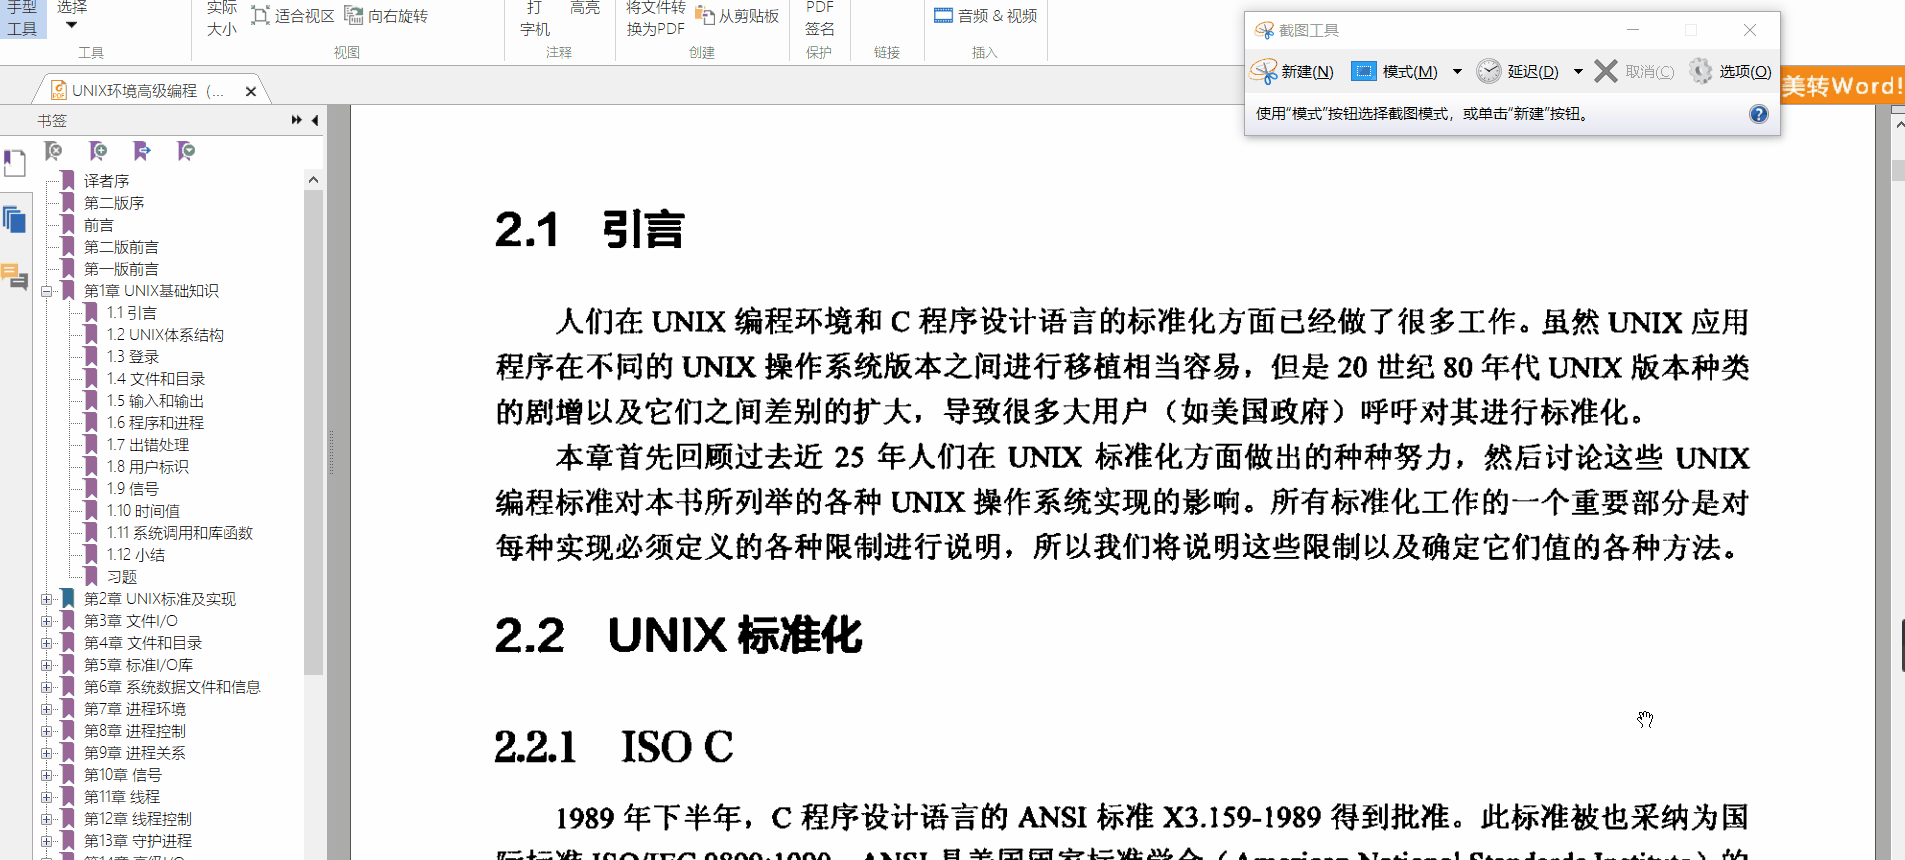 手型
工具
选择
工具
实际
大小
适合视区
向右旋转
视图
打
字机
高亮
注释
将文件转
换为PDF
从剪贴板
创建
PDF
签名
保护
链接
音频 & 视频
插入
截图工具
新建(N)
模式(M)
延迟(D)
取消(C)
选项(O)
使用“模式”按钮选择截图模式，或单击“新建”按钮。
美转Word!
UNIX环境高级编程（...
书签
译者序
第二版序
前言
第二版前言
第一版前言
第1章 UNIX基础知识
1.1 引言
1.2 UNIX体系结构
1.3 登录
1.4 文件和目录
1.5 输入和输出
1.6 程序和进程
1.7 出错处理
1.8 用户标识
1.9 信号
1.10 时间值
1.11 系统调用和库函数
1.12 小结
习题
第2章 UNIX标准及实现
第3章 文件I/O
第4章 文件和目录
第5章 标准I/O库
第6章 系统数据文件和信息
第7章 进程环境
第8章 进程控制
第9章 进程关系
第10章 信号
第11章 线程
第12章 线程控制
第13章 守护进程
第14章 高级I/O
2.1 引言
人们在 UNIX 编程环境和 C 程序设计语言的标准化方面已经做了很多工作。虽然 UNIX 应用
程序在不同的 UNIX 操作系统版本之间进行移植相当容易，但是 20 世纪 80 年代 UNIX 版本种类
的剧增以及它们之间差别的扩大，导致很多大用户（如美国政府）呼吁对其进行标准化。
本章首先回顾过去近 25 年人们在 UNIX 标准化方面做出的种种努力，然后讨论这些 UNIX
编程标准对本书所列举的各种 UNIX 操作系统实现的影响。所有标准化工作的一个重要部分是对
每种实现必须定义的各种限制进行说明，所以我们将说明这些限制以及确定它们值的各种方法。
2.2 UNIX 标准化
2.2.1 ISO C
1989 年下半年，C 程序设计语言的 ANSI 标准 X3.159-1989 得到批准。此标准被也采纳为国
际标准 ISO/IEC 9899:1990。ANSI 是美国国家标准学会（American National Standards Institute）的